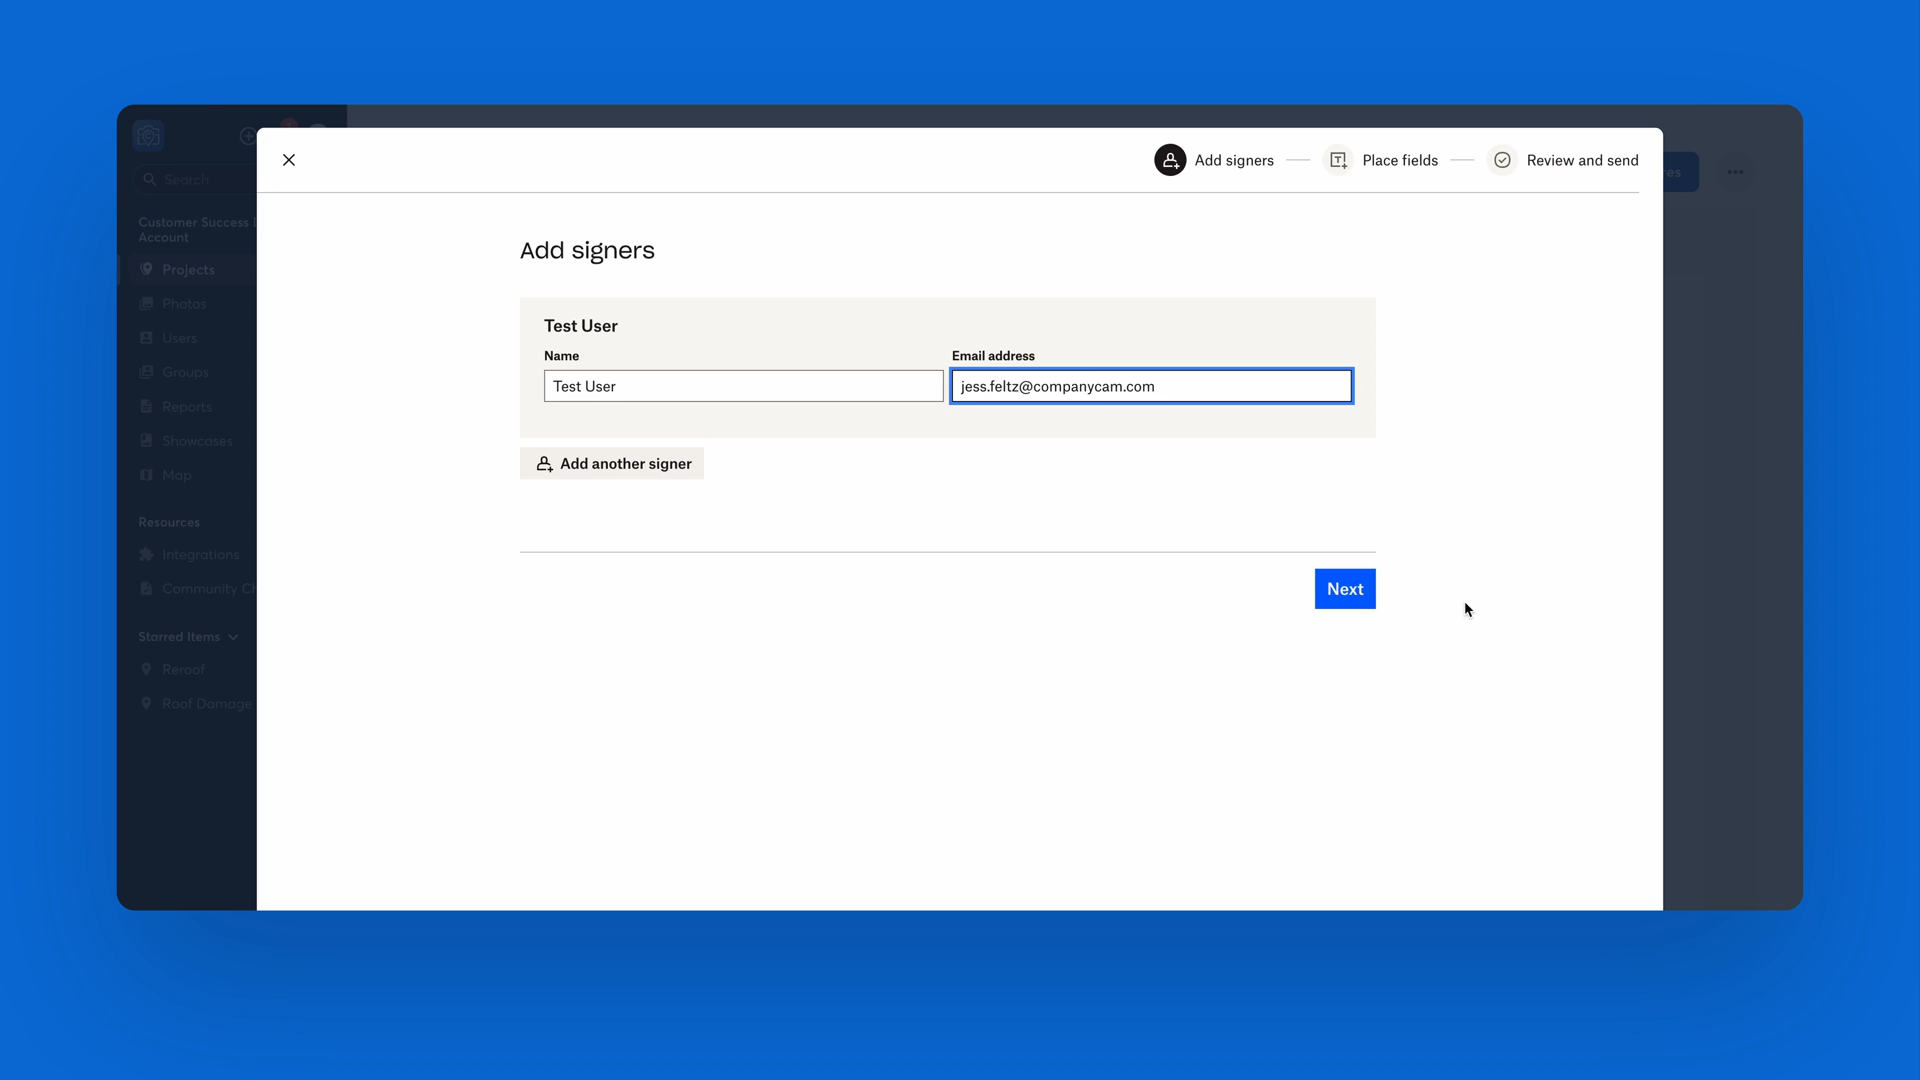 Add signers
Place fields
Review and send
Search
Customer Success
Account
Projects
Photos
Users
Groups
Reports
Showcases
Map
Resources
Integrations
Community
Starred Items
Reroof
Roof Damage
Add signers
Test User
Name
Email address
Test User
jess.feltz@companycam.com
Add another signer
Next